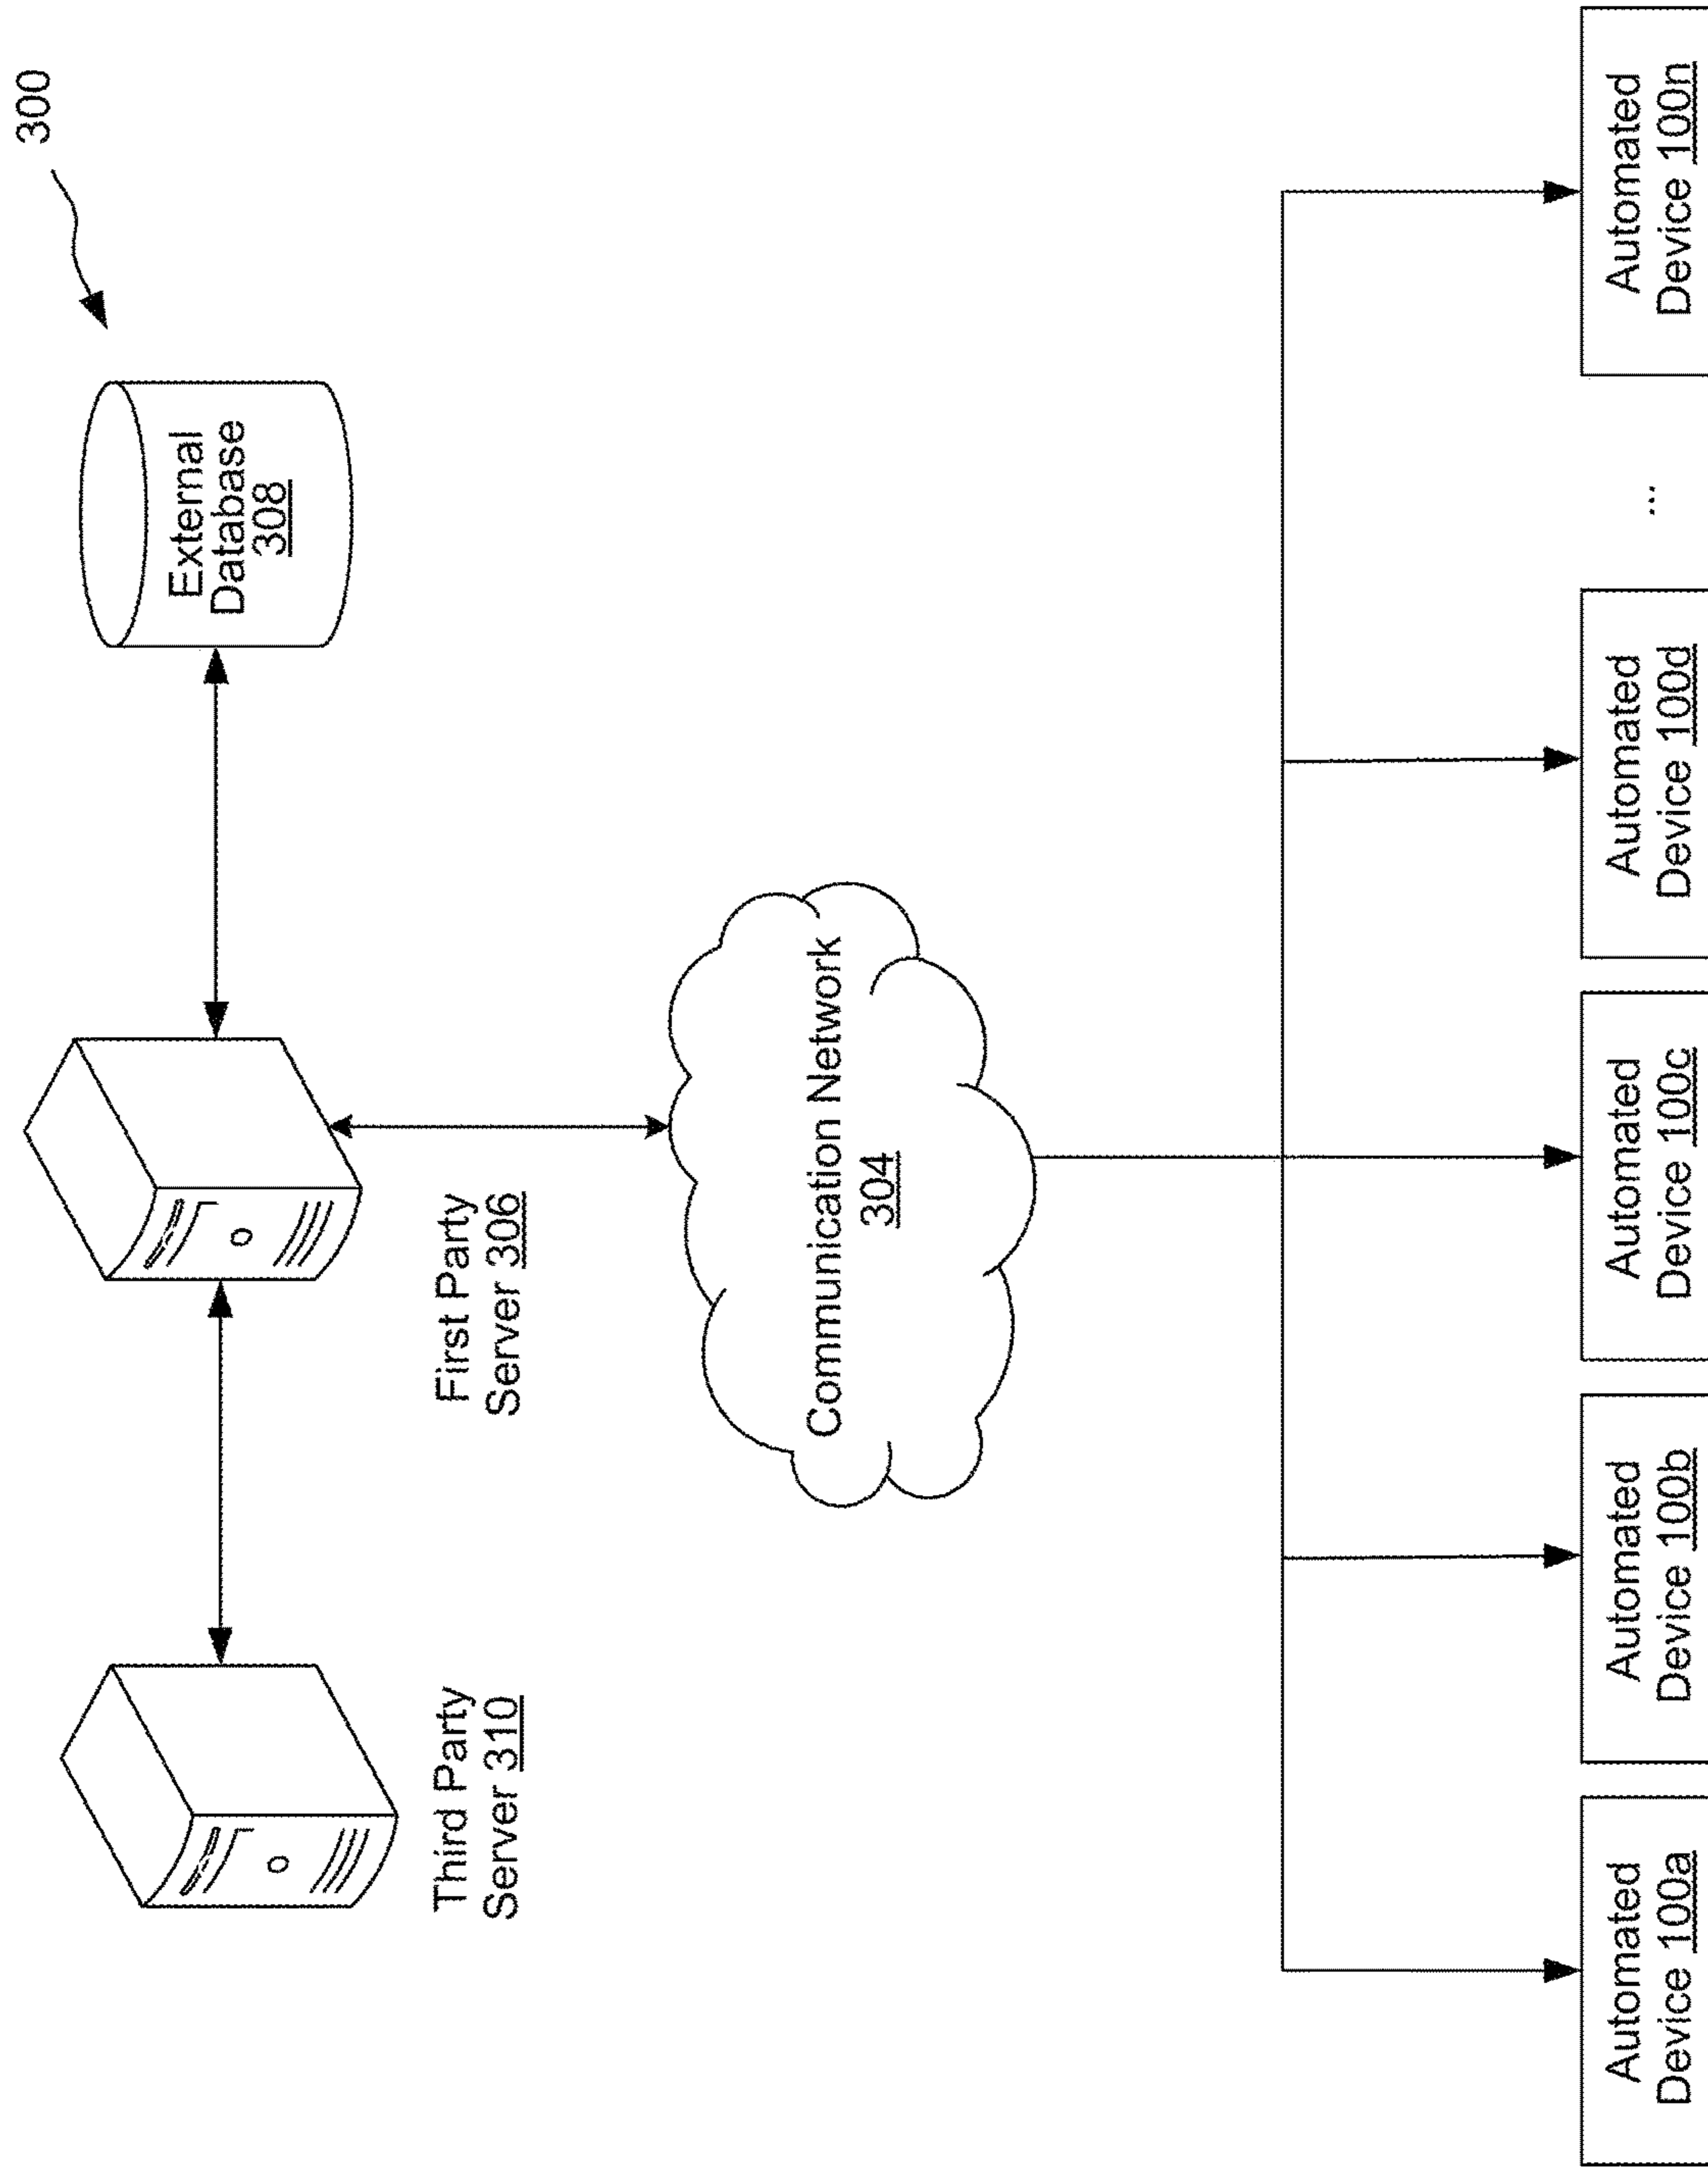 300
External
Database
308
First Party
Server 306
Third Party
Server 310
Communication Network
304
Automated
Device 100a
Automated
Device 100b
Automated
Device 100c
Automated
Device 100d
...
Automated
Device 100n